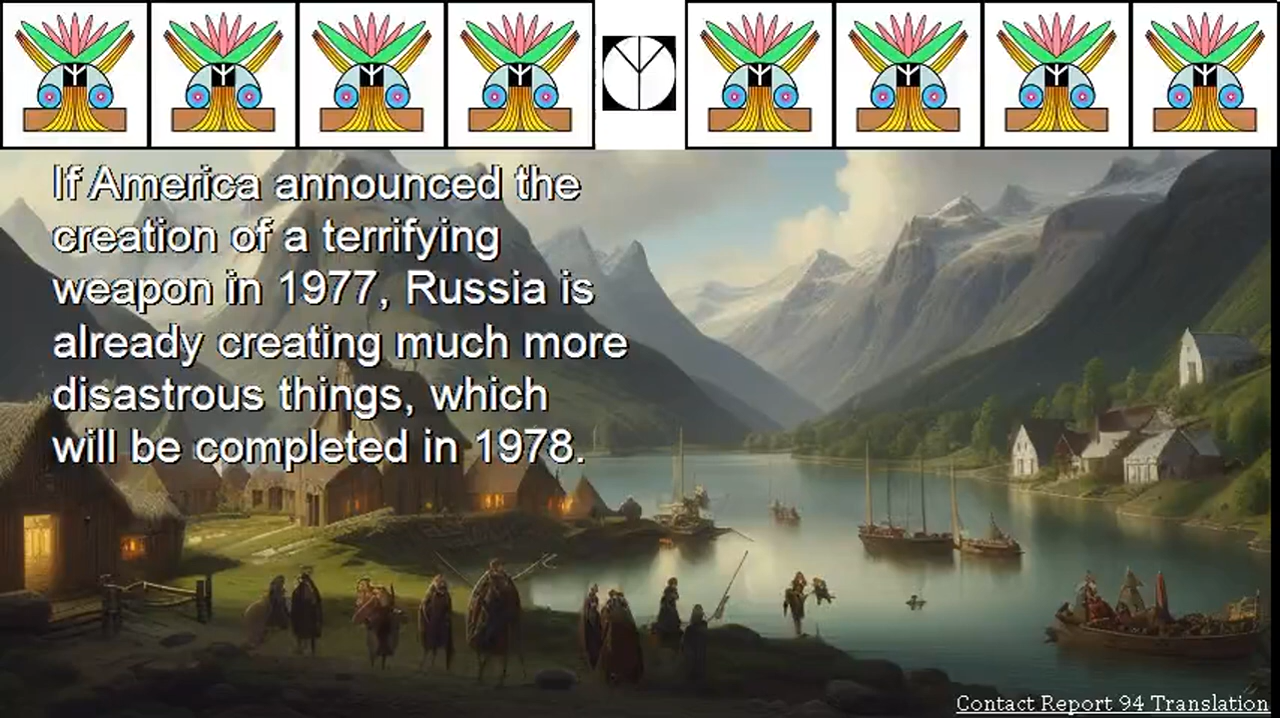 If America announced the
creation of a terrifying
weapon in 1977, Russia is
already creating much more
disastrous things, which
will be completed in 1978.
Contact Report 94 Translation